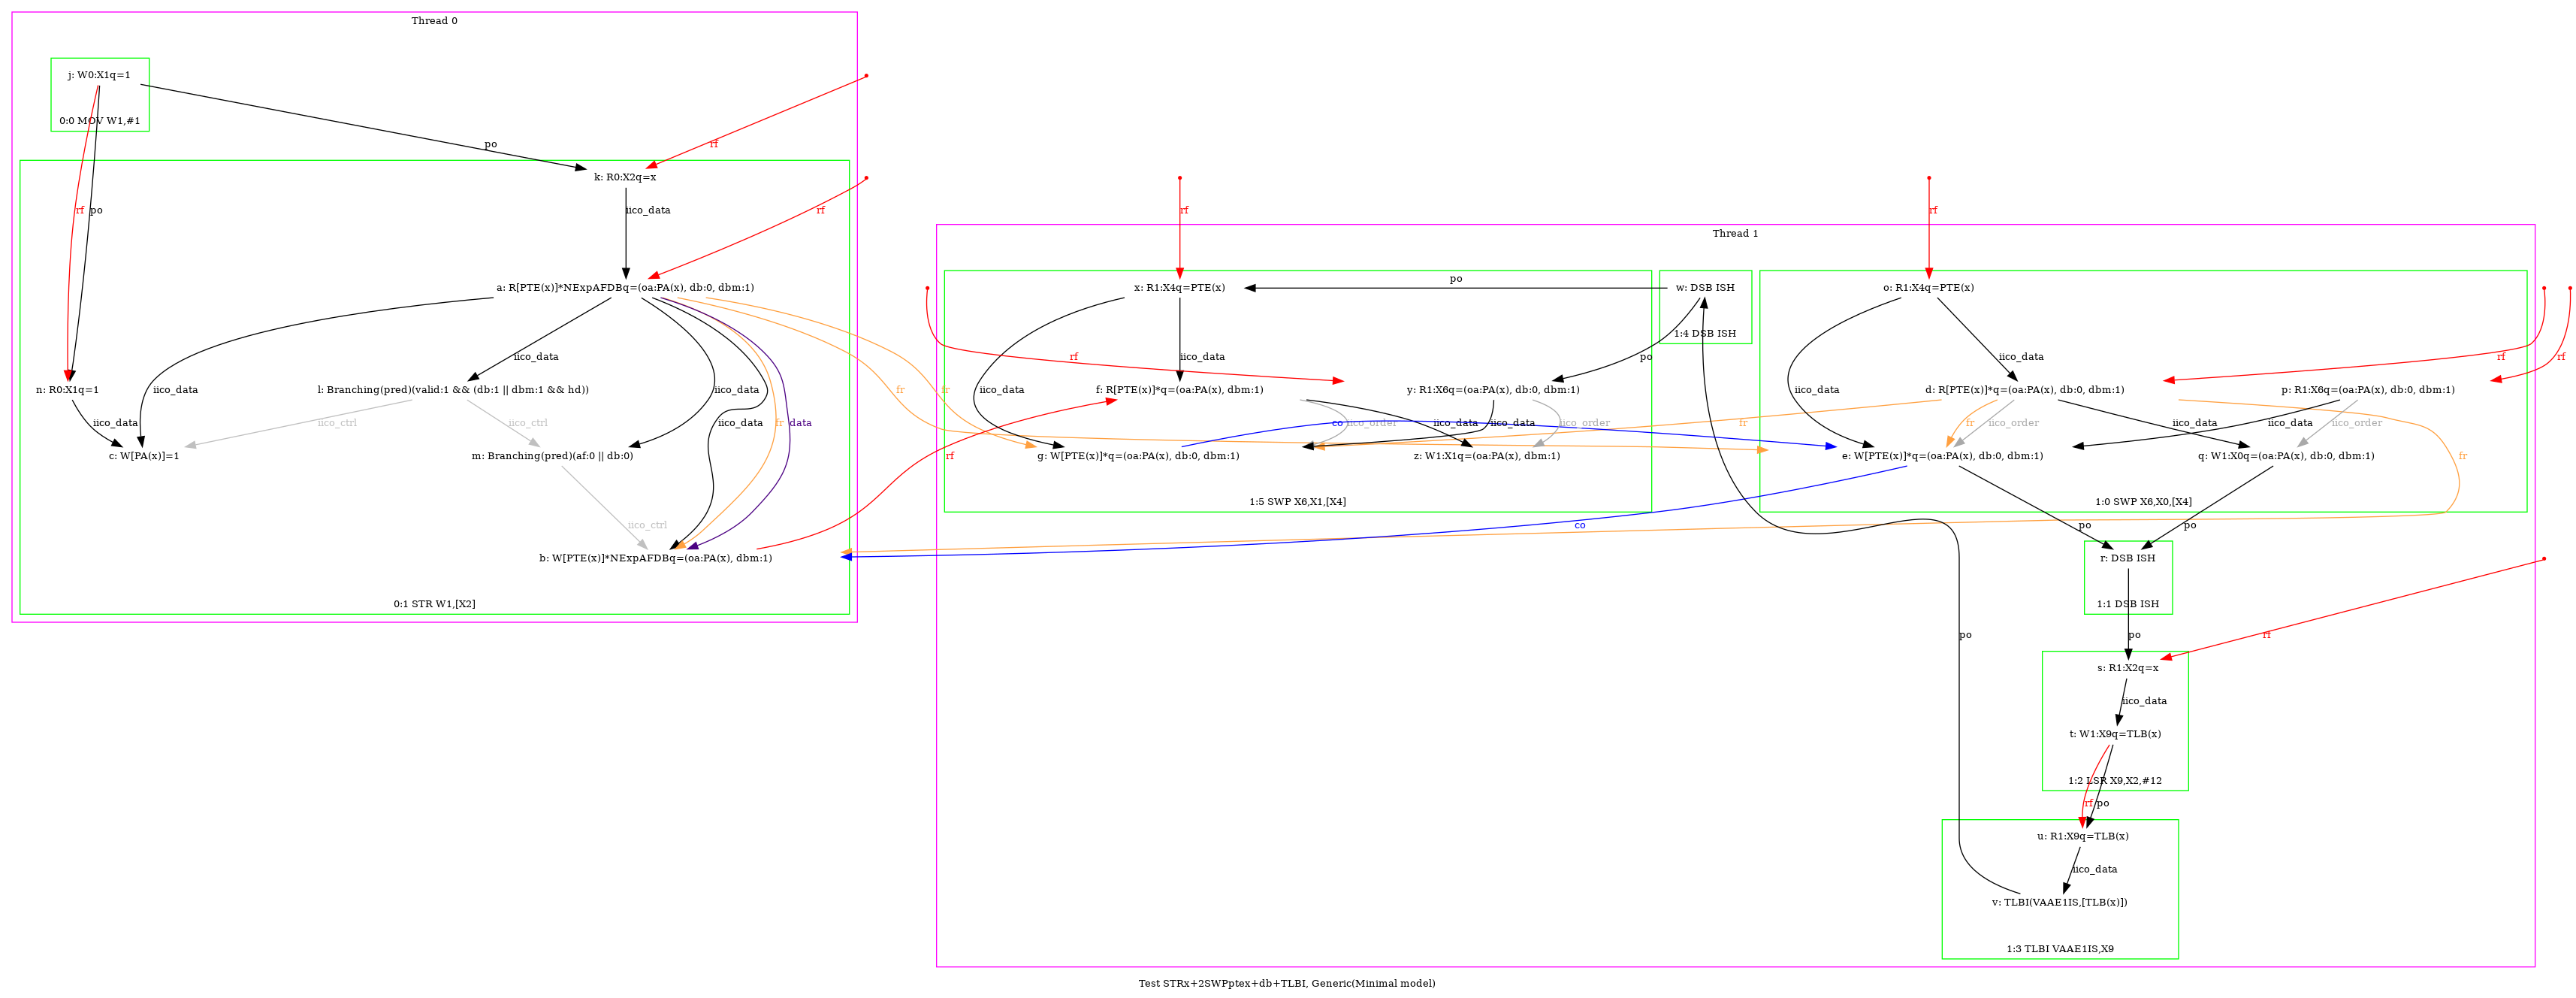 Thread 0
j: W0:X1q=1
0:0 MOV W1,#1
po
rf
k: R0:X2q=x
rf
po
iico_data
rf
a: R[PTE(x)]*NExpAFDBq=(oa:PA(x), db:0, dbm:1)
iico_data
n: R0:X1q=1
iico_data
l: Branching(pred)(valid:1 && (db:1 || dbm:1 && hd))
iico_data
iico_data
iico_ctrl
iico_ctrl
iico_data
fr
data
c: W[PA(x)]=1
m: Branching(pred)(af:0 || db:0)
iico_ctrl
b: W[PTE(x)]*NExpAFDBq=(oa:PA(x), dbm:1)
0:1 STR W1,[X2]
rf
rf
Thread 1
po
x: R1:X4q=PTE(x)
w: DSB ISH
1:4 DSB ISH
o: R1:X4q=PTE(x)
rf
iico_data
po
iico_data
rf
rf
fr
fr
iico_data
f: R[PTE(x)]*q=(oa:PA(x), dbm:1)
y: R1:X6q=(oa:PA(x), db:0, dbm:1)
iico_data
d: R[PTE(x)]*q=(oa:PA(x), db:0, dbm:1)
p: R1:X6q=(oa:PA(x), db:0, dbm:1)
co
iico_order
iico_data
iico_data
iico_order
fr
fr
iico_order
iico_data
iico_data
iico_order
rf
g: W[PTE(x)]*q=(oa:PA(x), db:0, dbm:1)
z: W1:X1q=(oa:PA(x), dbm:1)
e: W[PTE(x)]*q=(oa:PA(x), db:0, dbm:1)
q: W1:X0q=(oa:PA(x), db:0, dbm:1)
fr
1:5 SWP X6,X1,[X4]
1:0 SWP X6,X0,[X4]
co
po
po
r: DSB ISH
1:1 DSB ISH
po
po
rf
s: R1:X2q=x
iico_data
t: W1:X9q=TLB(x)
1:2 LSR X9,X2,#12
rf
po
u: R1:X9q=TLB(x)
iico_data
v: TLBI(VAAE1IS,[TLB(x)])
1:3 TLBI VAAE1IS,X9
Test STRx+2SWPptex+db+TLBI, Generic(Minimal model)